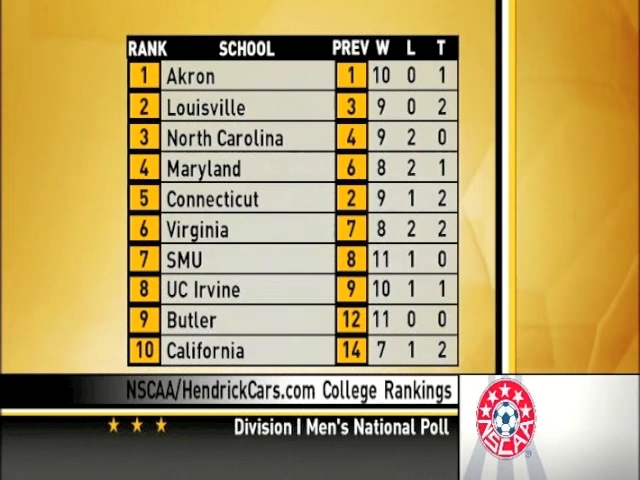 RANK SCHOOL PREV W L T
1 Akron 1 10 0 1
2 Louisville 3 9 0 2
3 North Carolina 4 9 2 0
4 Maryland 6 8 2 1
5 Connecticut 2 9 1 2
6 Virginia 7 8 2 2
7 SMU 8 11 1 0
8 UC Irvine 9 10 1 1
9 Butler 12 11 0 0
10 California 14 7 1 2
NSCAA/HendrickCars.com College Rankings
Division I Men's National Poll
NSCAA